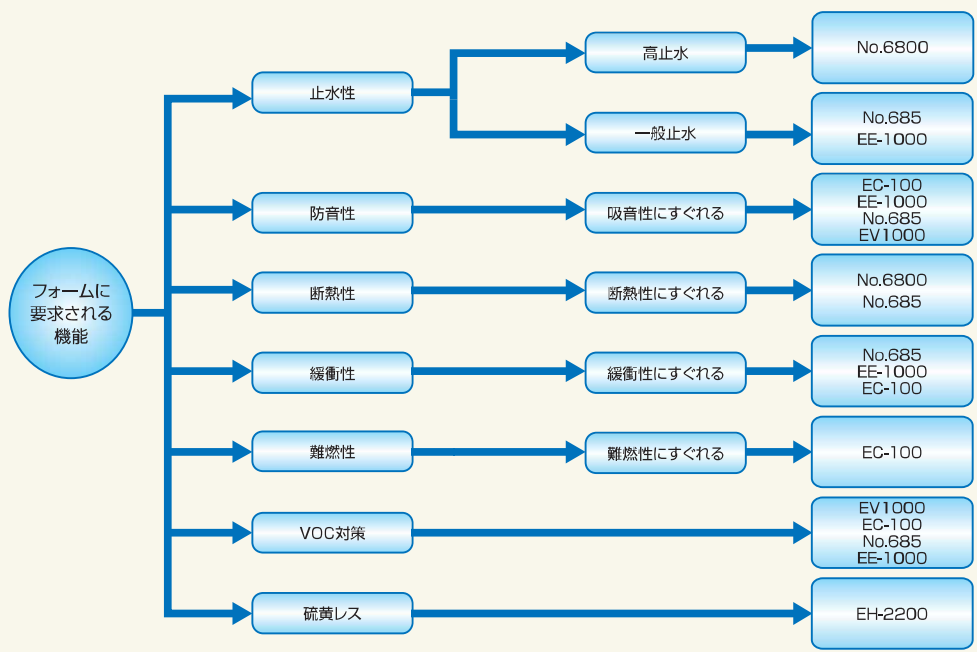 フォームに
要求される
機能
止水性
高止水
No.6800
一般止水
No.685
EE-1000
防音性
吸音性にすぐれる
EC-100
EE-1000
No.685
EV1000
断熱性
断熱性にすぐれる
No.6800
No.685
緩衝性
緩衝性にすぐれる
No.685
EE-1000
EC-100
難燃性
難燃性にすぐれる
EC-100
VOC対策
EV1000
EC-100
No.685
EE-1000
硫黄レス
EH-2200